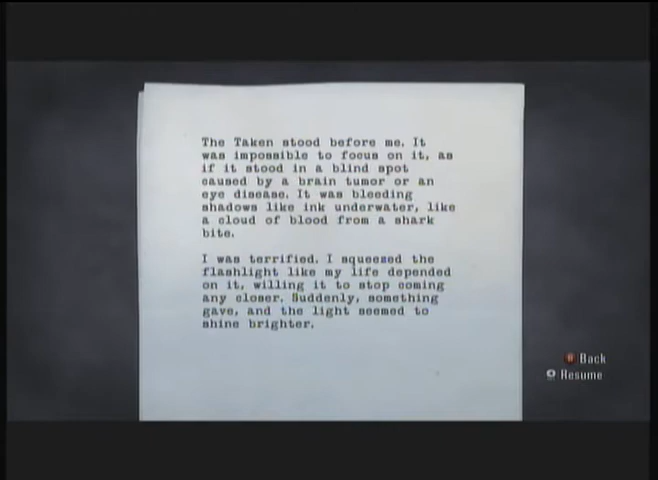 The Taken stood before me. It
was impossible to focus on it, as
if it stood in a blind spot
caused by a brain tumor or an
eye disease. It was bleeding
shadows like ink underwater, like
a cloud of blood from a shark
bite.
I was terrified. I squeezed the
flashlight like my life depended
on it, willing it to stop coming
any closer. Suddenly, something
gave, and the light seemed to
shine brighter.
B Back
Resume